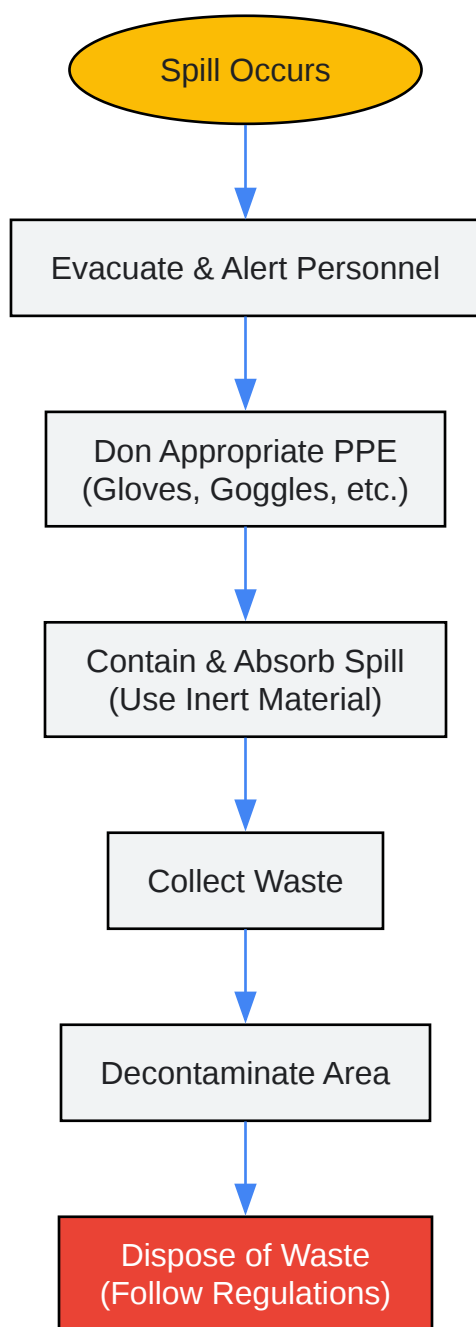 Spill Occurs
Evacuate & Alert Personnel
Don Appropriate PPE
(Gloves, Goggles, etc.)
Contain & Absorb Spill
(Use Inert Material)
Collect Waste
Decontaminate Area
Dispose of Waste
(Follow Regulations)